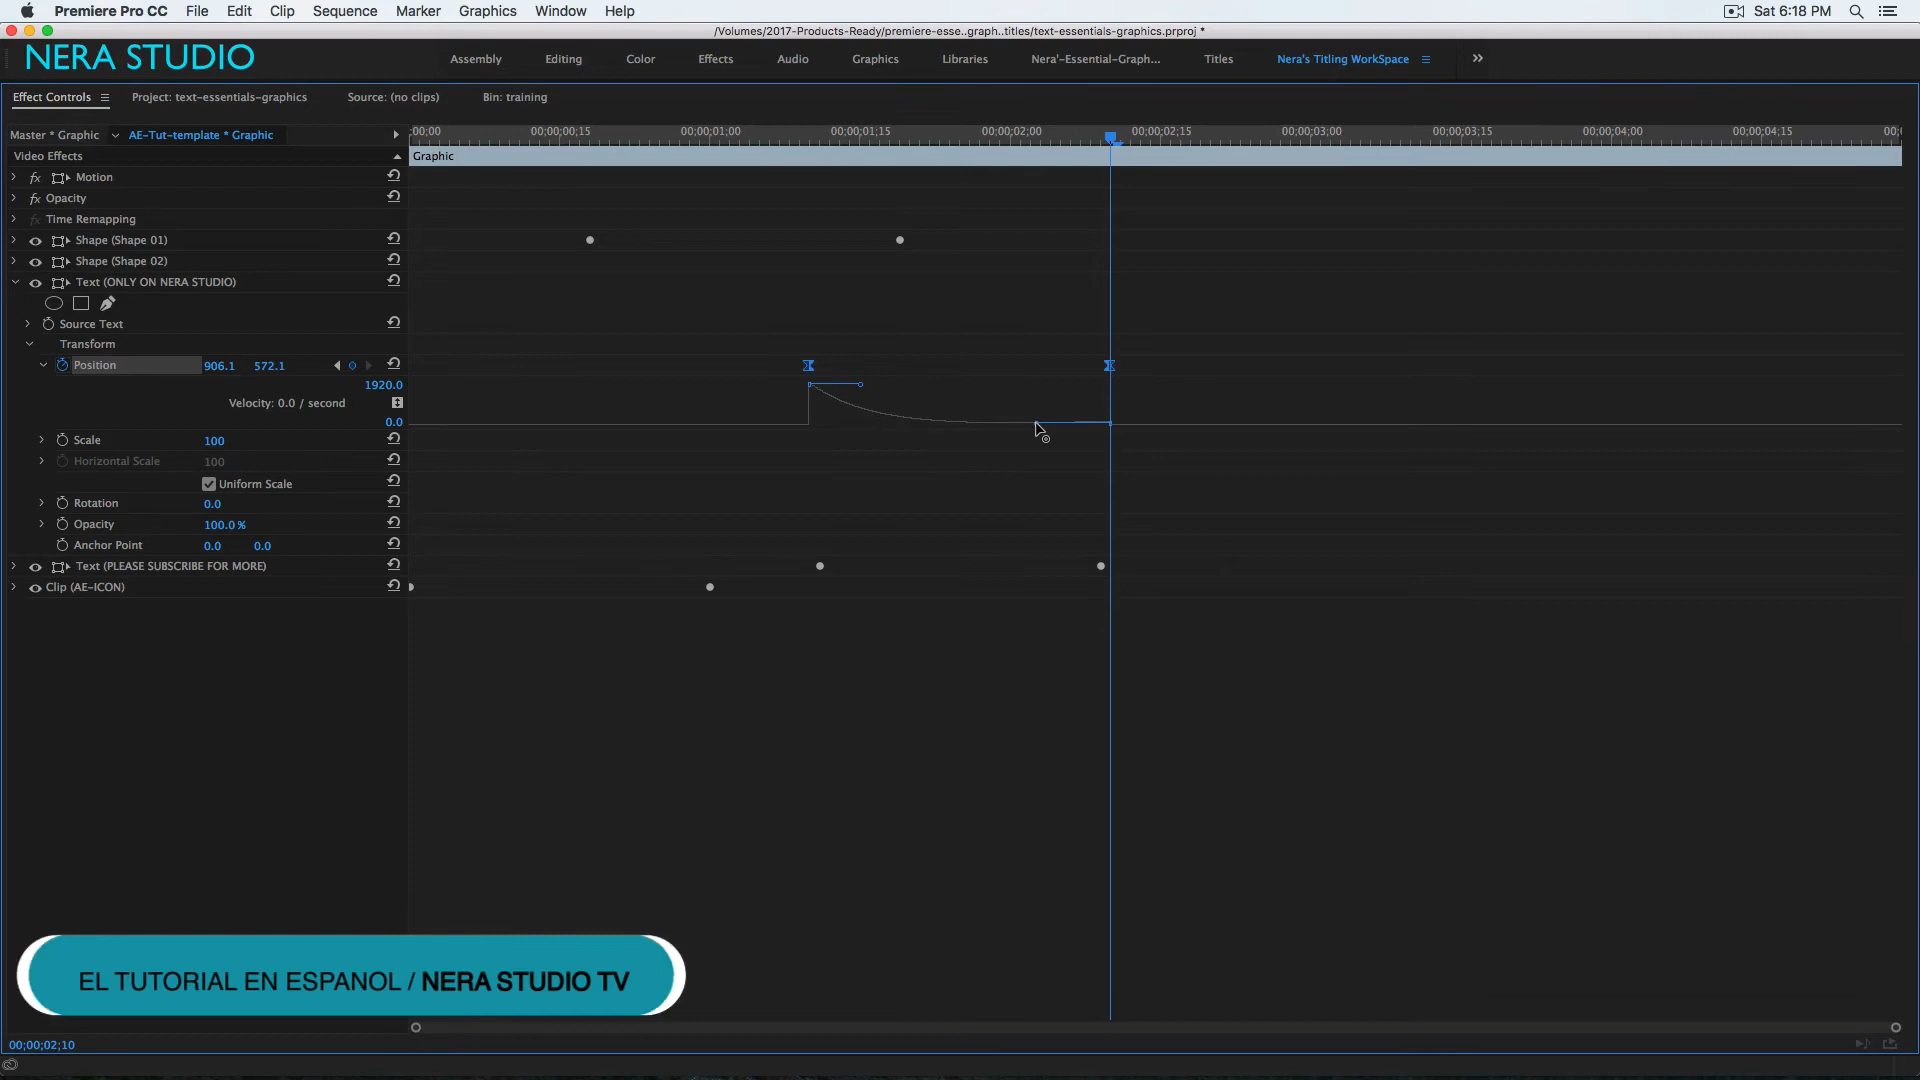 Premiere Pro CC File Edit Clip Sequence Marker Graphics Window Help Sat 6:18 PM
/Volumes/2017-Products-Ready/premiere-esse..graph..titles/text-essentials-graphics.prproj *
NERA STUDIO
Assembly Editing Color Effects Audio Graphics Libraries Nera'-Essential-Graph... Titles Nera's Titling WorkSpace
Effect Controls Project: text-essentials-graphics Source: (no clips) Bin: training
Master * Graphic AE-Tut-template * Graphic
:00;00 00;00;00;15 00;00;01;00 00;00;01;15 00;00;02;00 00;00;02;15 00;00;03;00 00;00;03;15 00;00;04;00 00;00;04;15 00;0
Video Effects
Graphic
fx Motion
fx Opacity
fx Time Remapping
Shape (Shape 01)
Shape (Shape 02)
Text (ONLY ON NERA STUDIO)
Source Text
Transform
Position 906.1 572.1
1920.0
Velocity: 0.0 / second
0.0
Scale 100
Horizontal Scale 100
Uniform Scale
Rotation 0.0
Opacity 100.0 %
Anchor Point 0.0 0.0
Text (PLEASE SUBSCRIBE FOR MORE)
Clip (AE-ICON)
EL TUTORIAL EN ESPANOL / NERA STUDIO TV
00;00;02;10